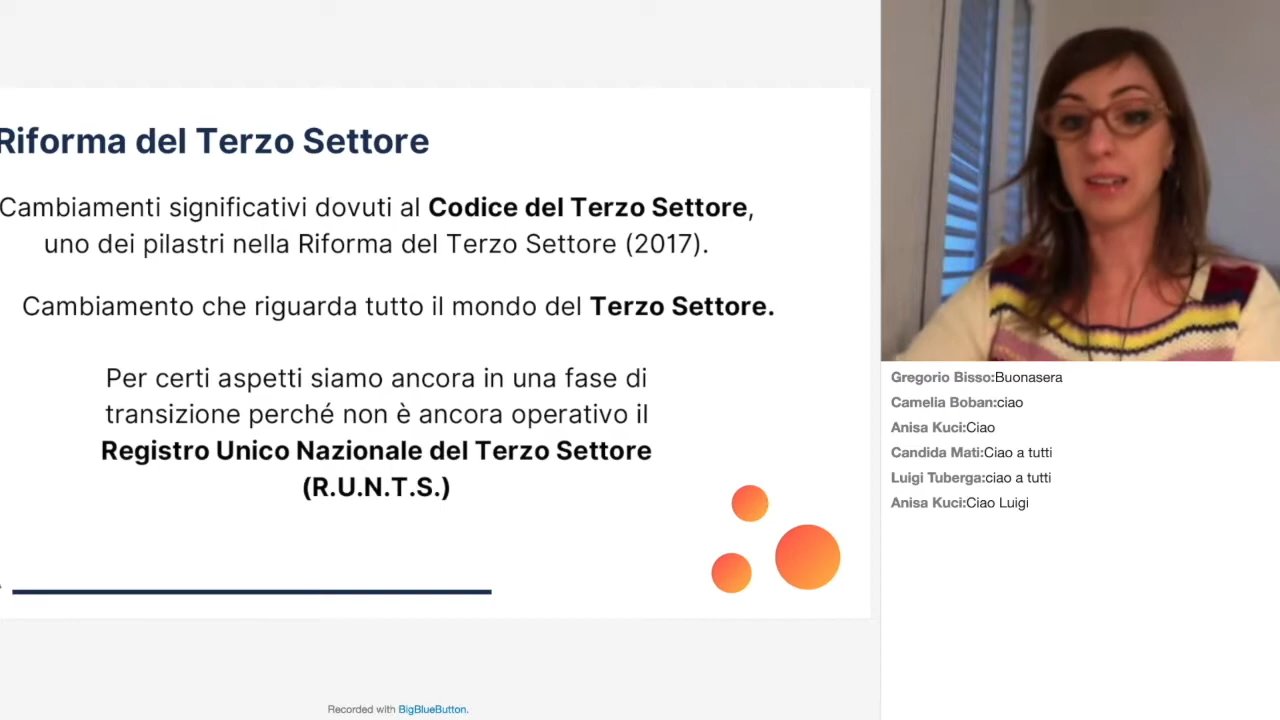 Riforma del Terzo Settore
Cambiamenti significativi dovuti al Codice del Terzo Settore,
uno dei pilastri nella Riforma del Terzo Settore (2017).
Cambiamento che riguarda tutto il mondo del Terzo Settore.
Per certi aspetti siamo ancora in una fase di
transizione perché non è ancora operativo il
Registro Unico Nazionale del Terzo Settore
(R.U.N.T.S.)
Recorded with BigBlueButton.
Gregorio Bisso:Buonasera
Camelia Boban:ciao
Anisa Kuci:Ciao
Candida Mati:Ciao a tutti
Luigi Tuberga:ciao a tutti
Anisa Kuci:Ciao Luigi